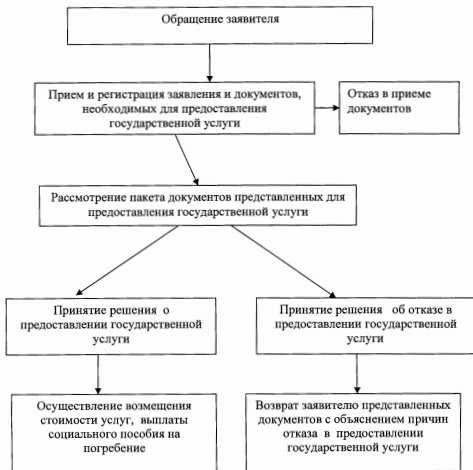 Обращение заявителя
Прием и регистрация заявления и документов,
необходимых для предоставления
государственной услуги
Отказ в приеме
документов
Рассмотрение пакета документов представленных для
предоставления государственной услуги
Принятие решения о
предоставлении государственной
услуги
Принятие решения об отказе в
предоставлении государственной
услуги
Осуществление возмещения
стоимости услуг, выплаты
социального пособия на
погребение
Возврат заявителю представленных
документов с объяснением причин
отказа в предоставлении
государственной услуги